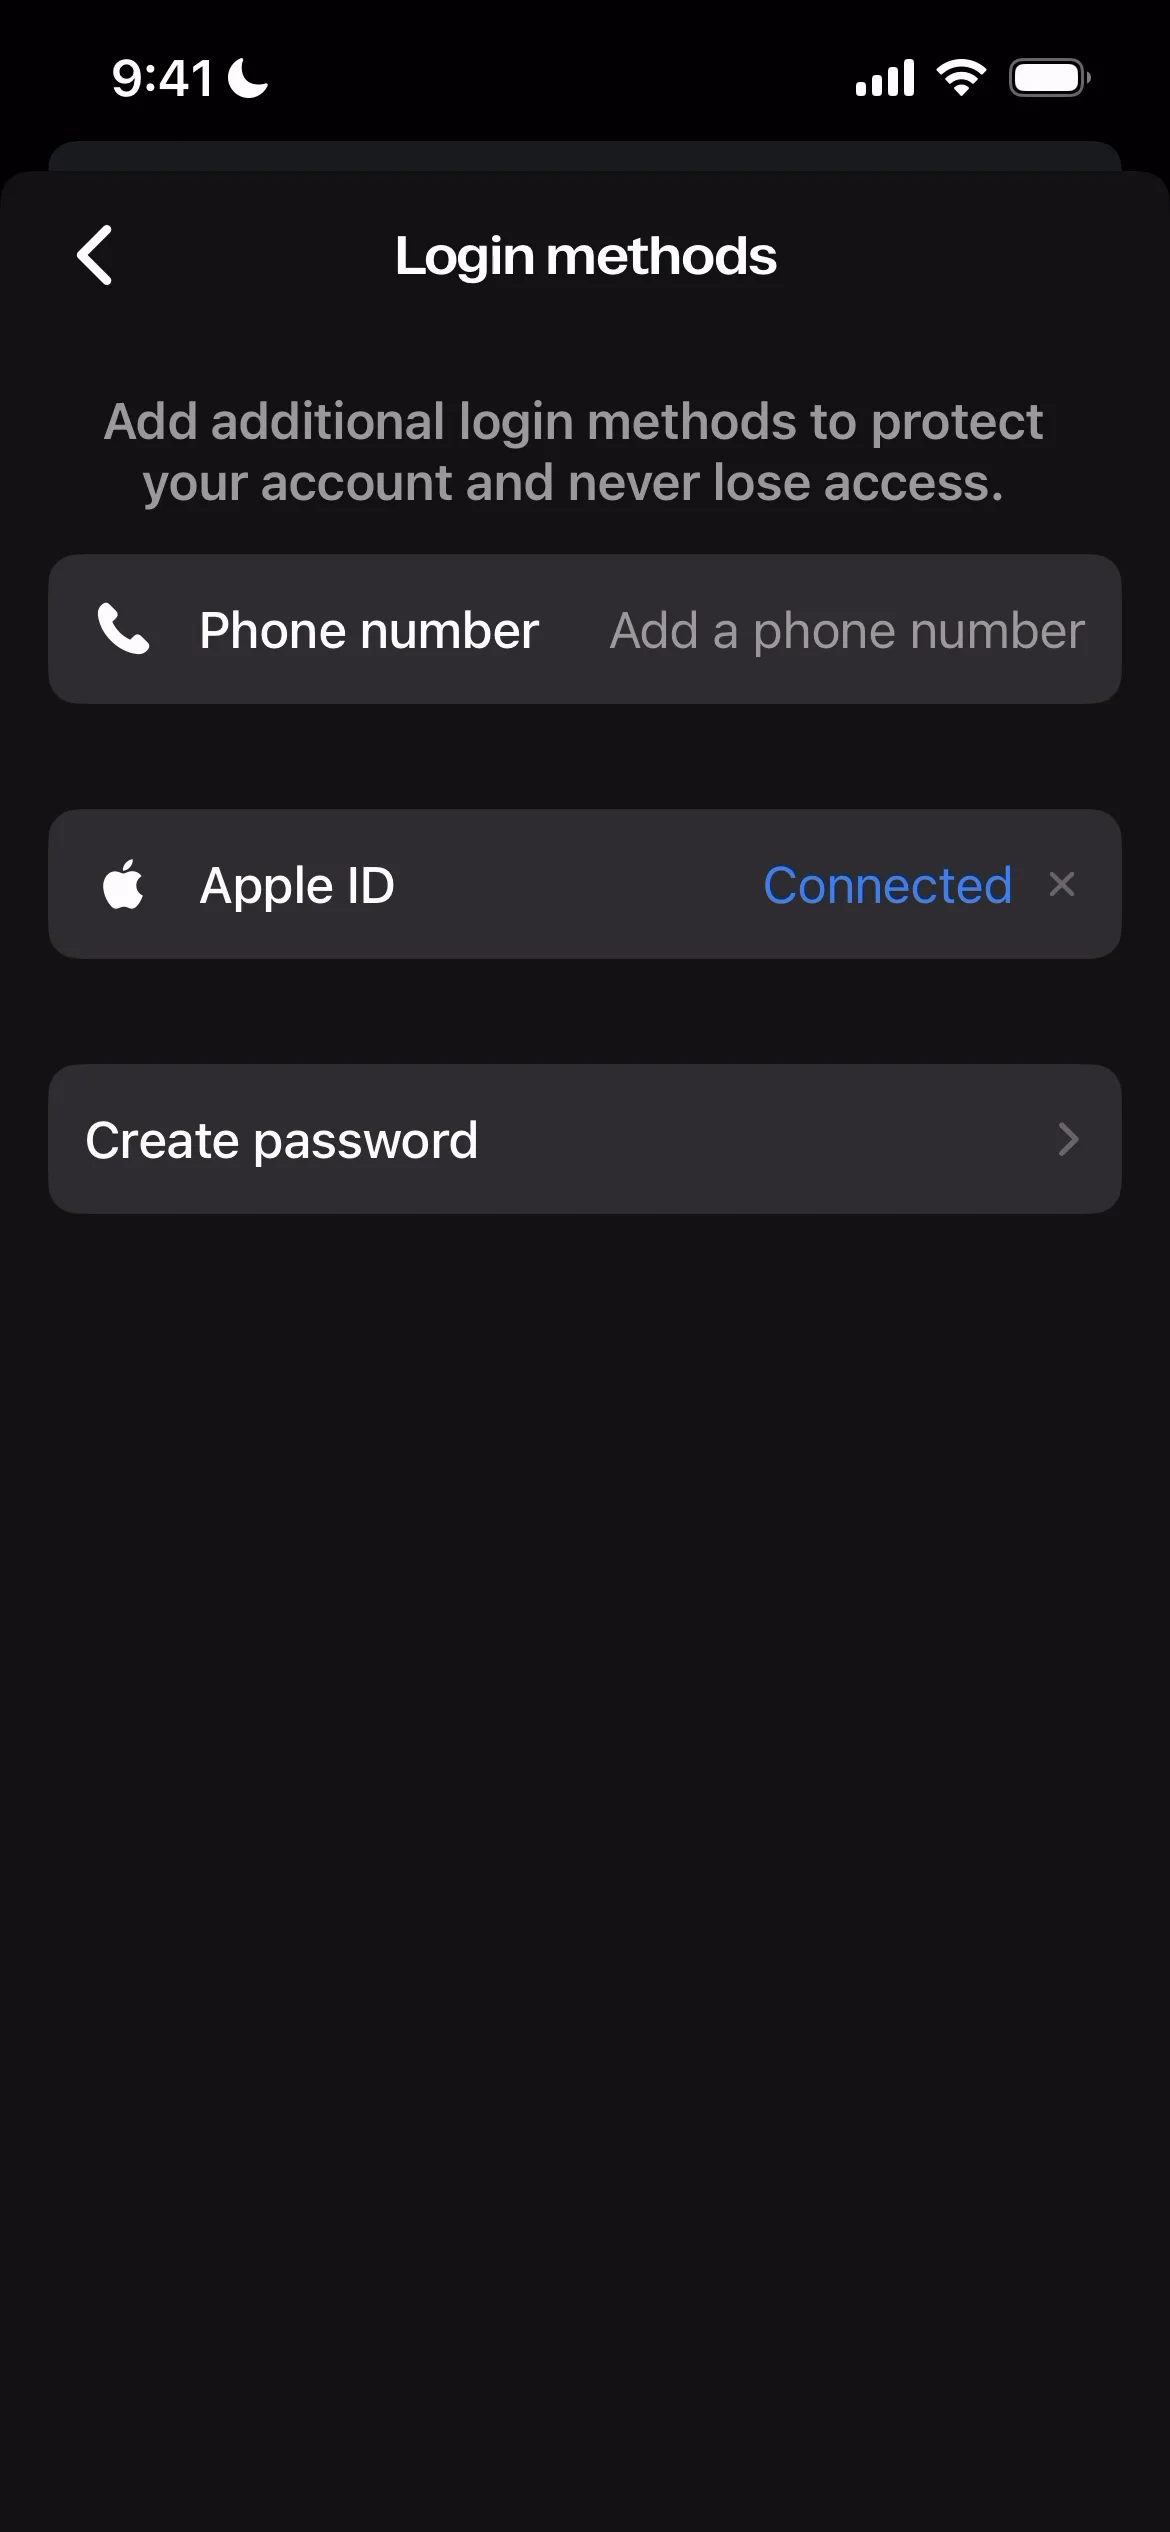 9:41
Login methods
Add additional login methods to protect
your account and never lose access.
Phone number Add a phone number
Apple ID Connected
Create password